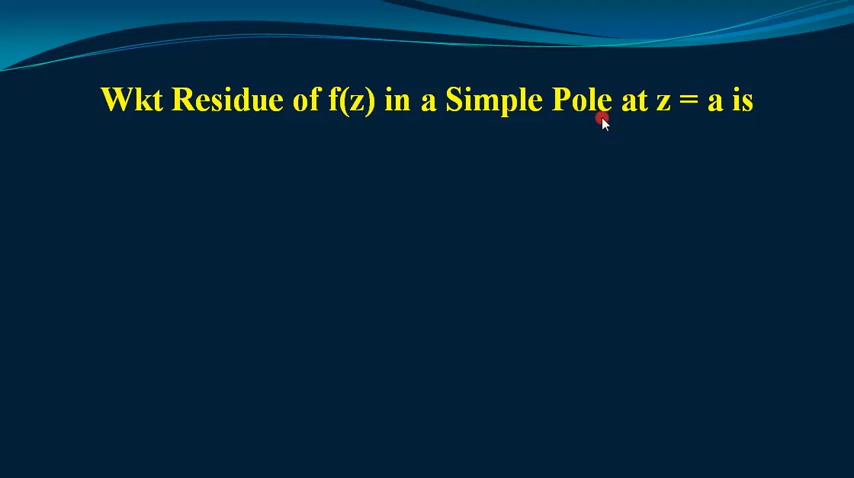 Wkt Residue of f(z) in a Simple Pole at z = a is